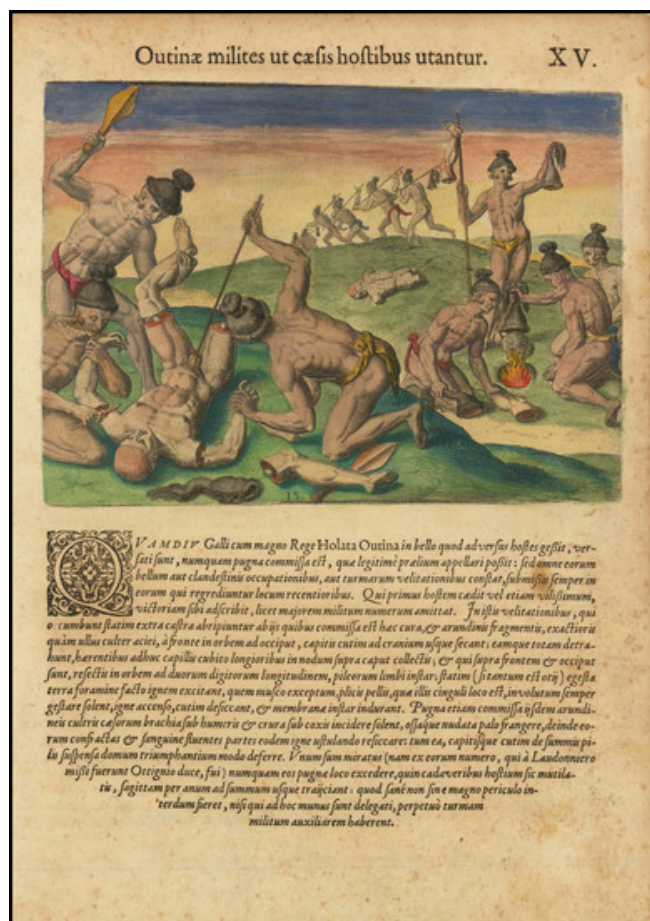 Outinæ milites ut cæsis hostibus utantur. XV.
15
QVAMDIV Galli cum magno Rege Holata Outina in bello quod adversus hostes gessit, ver-
sati sunt, numquam pugna commissa est, quæ legitimè prælium appellari possit: sed omne eorum
bellum aut clandestinis occupationibus, aut turmarum velitationibus constat, submissis semper in
eorum qui regrediuntur locum recentioribus. Qui primus hostem cædit vel etiam vilissimum,
victoriam sibi adscribit, licet majorem militum numerum amittat. In istis velitationibus, qui
occumbunt statim extra castra abripiuntur ab ijs quibus commissa est hæc cura, & arundinis fragmentis, exactioris
quàm ullus culter aciei, à fronte in orbem ad occiput, capitis cutim ad cranium usque secant: eamque totam detra-
hunt, hærentibus adhuc capillis cubito longioribus in nodum supra caput collectis; & qui supra frontem & occiput
sunt, resectis in orbem ad duorum digitorum longitudinem, pileorum limbi instar: statim (si tantum est otij) egesta
terra foramine facto ignem excitant, quem musco exceptum, plicis pellis, quæ illis cinguli loco est, involutum semper
gestare solent, igne accenso, cutim desiccant, & membranæ instar indurant. Pugna etiam commissa ijsdem arundi-
neis cultris cæsorum brachia sub humeris & crura sub coxis incidere solent, ossaque nudata palo frangere, deinde eo-
rum confractas & sanguine fluentes partes eodem igne ustulando resiccare: tum ea, capitisque cutim de summis pi-
lis suspensa domum triumphantium modo deferre. Vnum sum miratus (nam ex eorum numero, qui à Laudonniero
missi fuerunt Ottignio duce, fui) numquam eos pugnæ loco excedere, quin cadaveribus hostium sic mutila-
tis, sagittam per anum ad summum usque traijciant: quod sanè non sine magno periculo in-
terdum fieret, nisi qui ad hoc munus sunt delegati, perpetuò turmam
militum auxiliarem haberent.